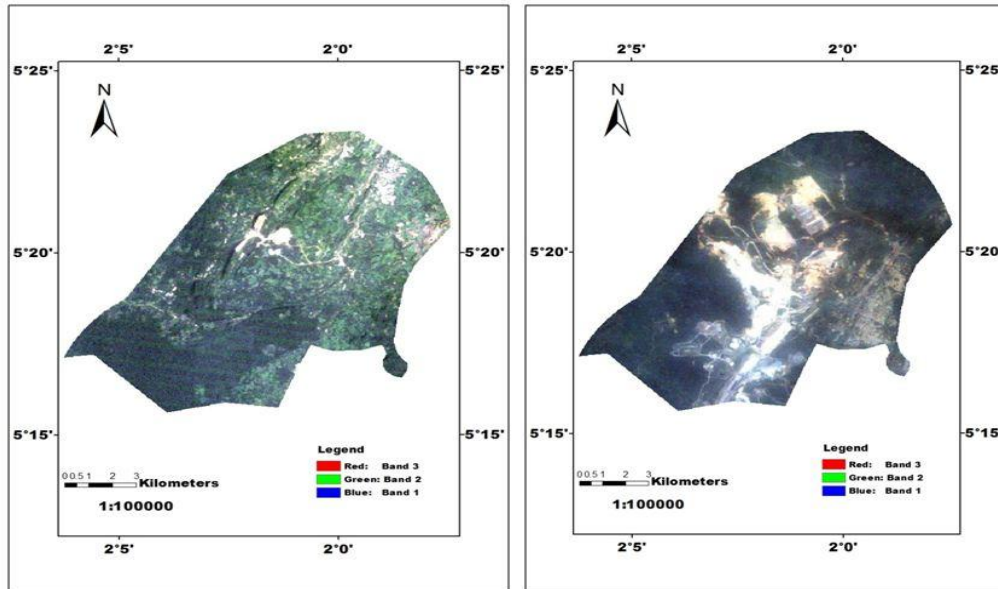 2°5' 2°0'
5°25' 5°25'
N
5°20' 5°20'
5°15' 5°15'
Legend
Red: Band 3
Green: Band 2
Blue: Band 1
0 0.5 1 2 3 Kilometers
1:100000
2°5' 2°0'
2°5' 2°0'
5°25' 5°25'
N
5°20' 5°20'
5°15' 5°15'
Legend
Red: Band 3
Green: Band 2
Blue: Band 1
0 0.5 1 2 3 Kilometers
1:100000
2°5' 2°0'